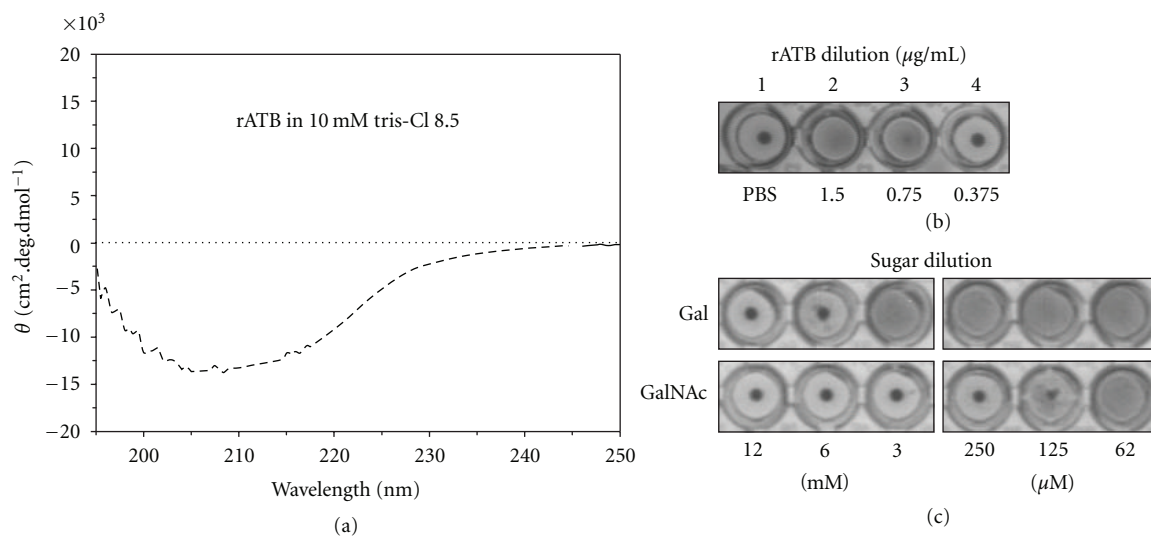 ×10³
20
15
10
5
0
−5
−10
−15
−20
θ (cm².deg.dmol⁻¹)
rATB in 10 mM tris-Cl 8.5
200 210 220 230 240 250
Wavelength (nm)
(a)
rATB dilution (μg/mL)
1 2 3 4
PBS 1.5 0.75 0.375
(b)
Sugar dilution
Gal
GalNAc
12 6 3 250 125 62
(mM) (μM)
(c)